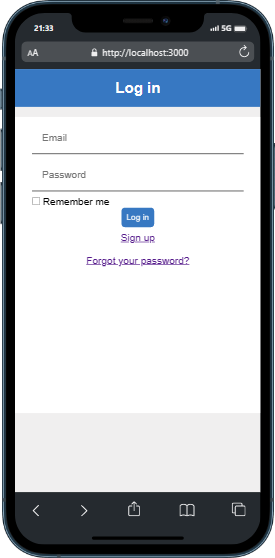 21:33 5G
AA http://localhost:3000
Log in
Email
Password
Remember me
Log in
Sign up
Forgot your password?